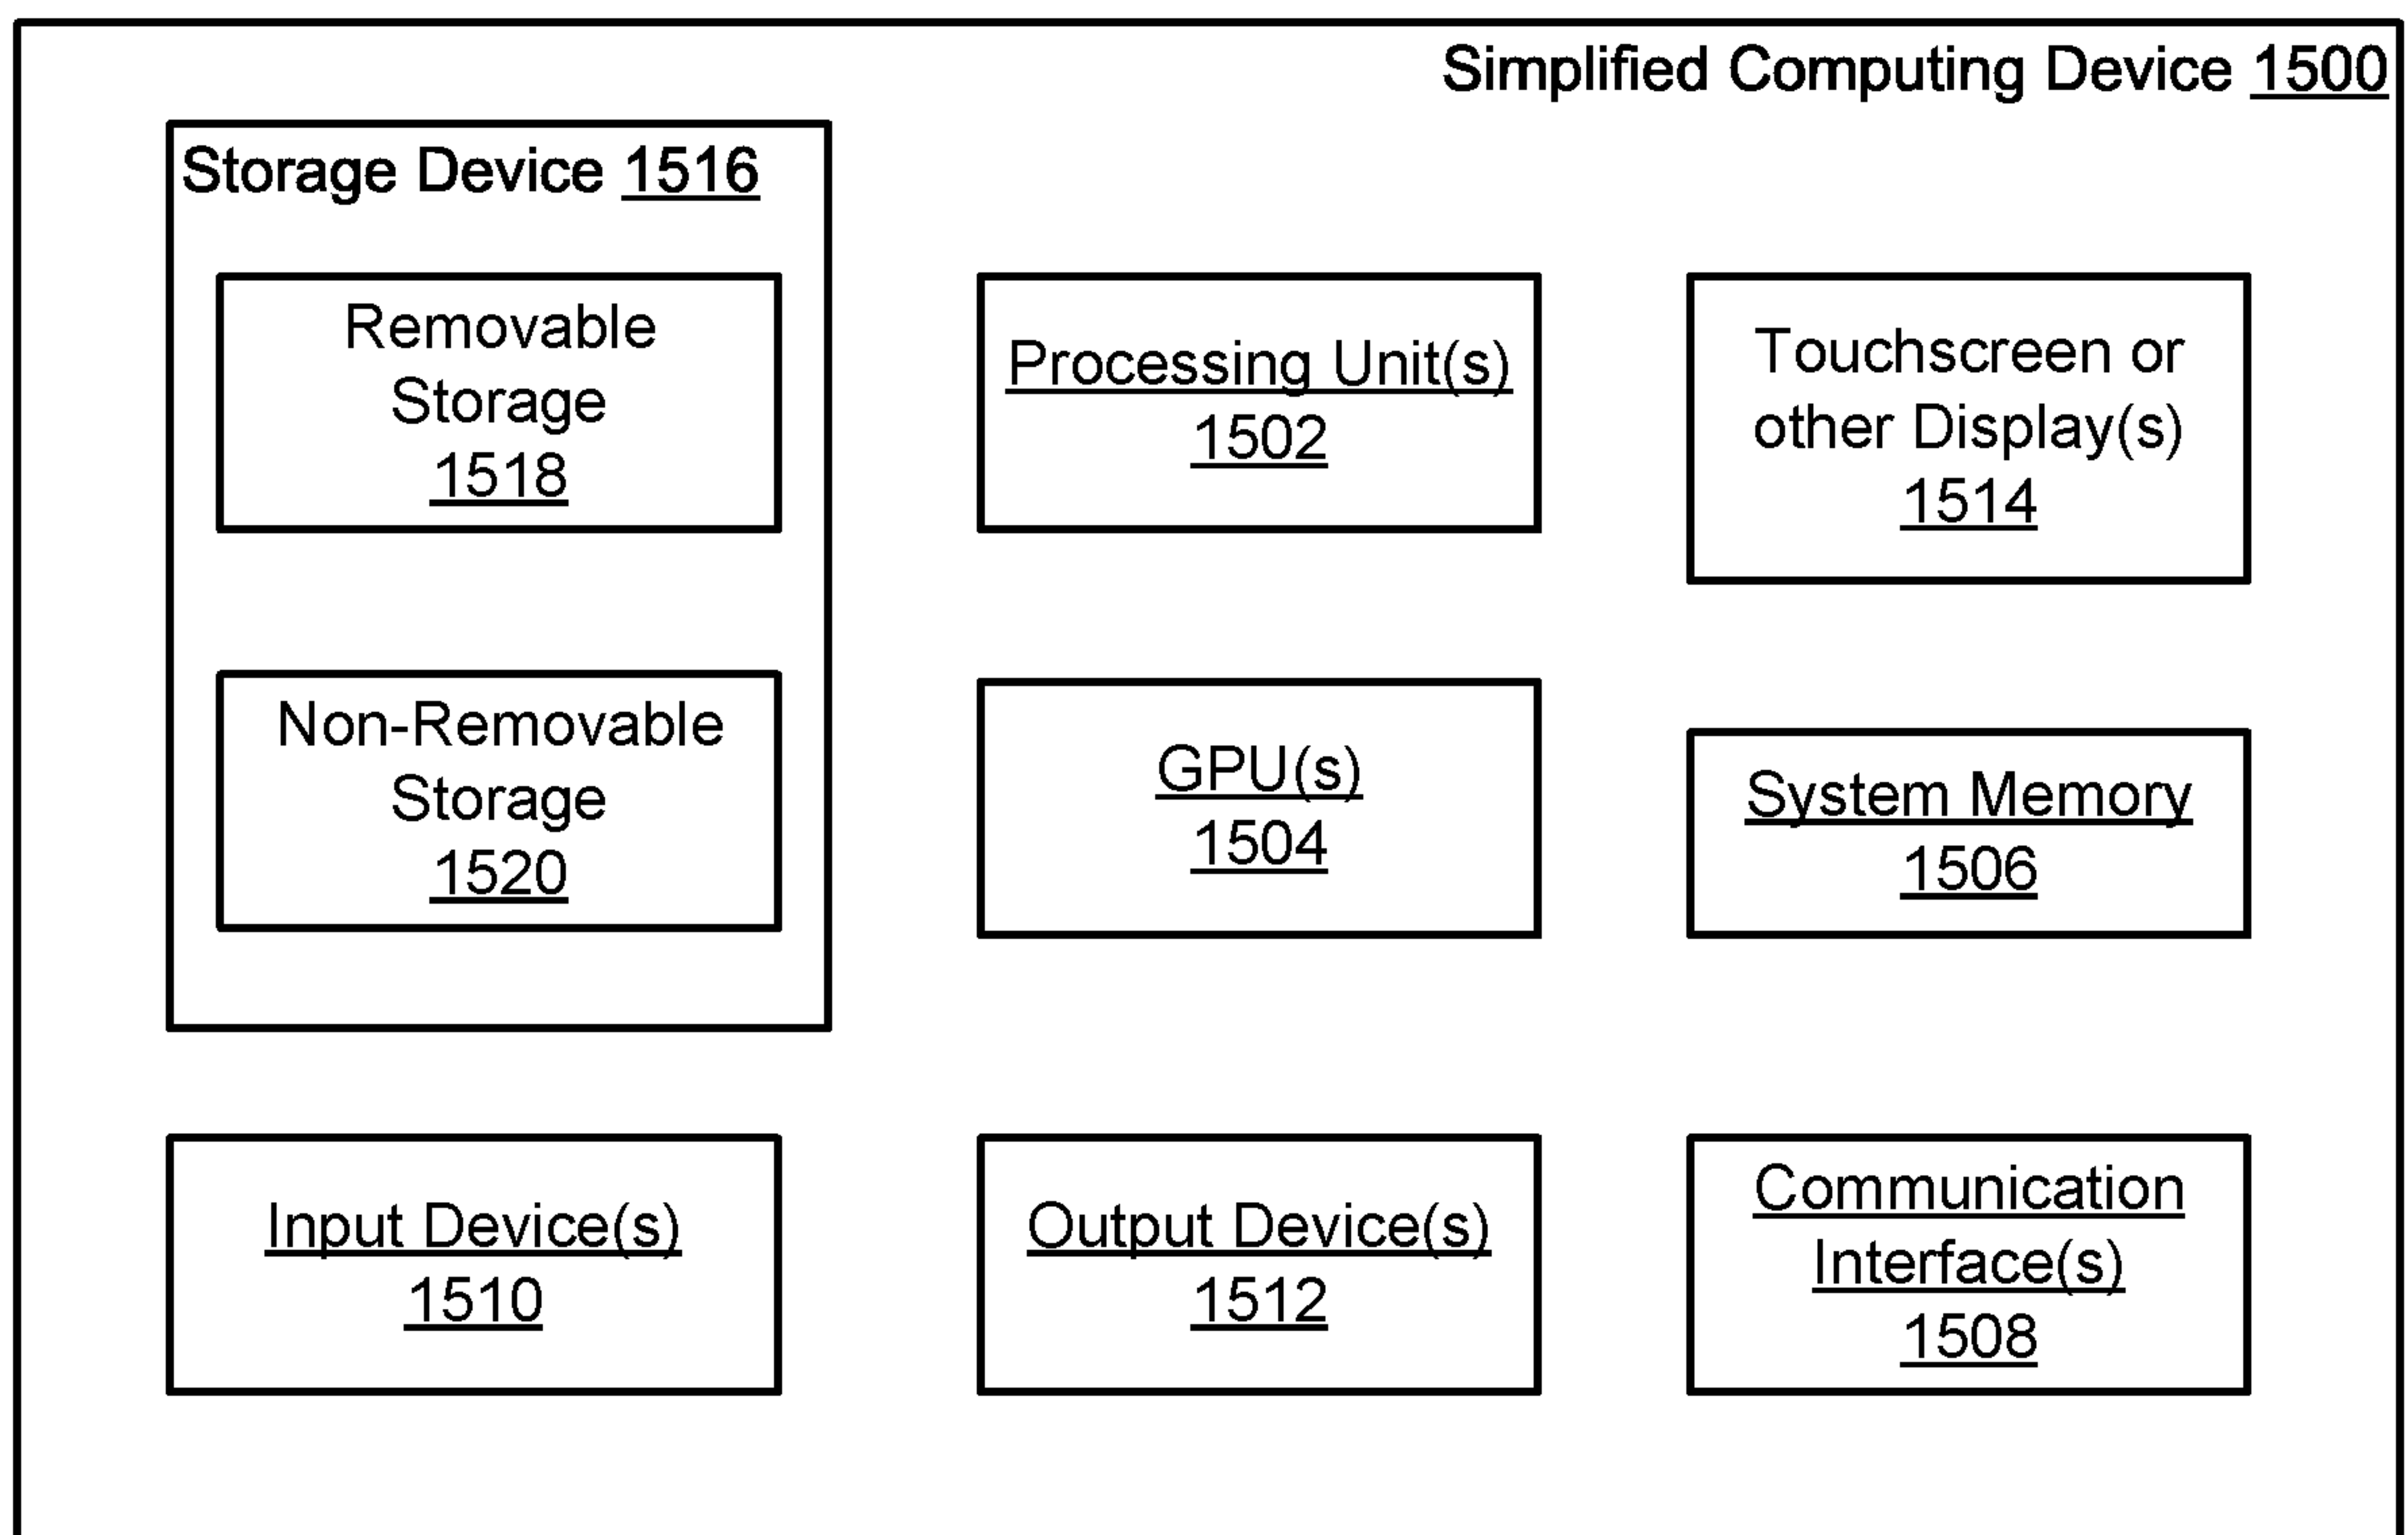 Simplified Computing Device 1500
Storage Device 1516
Removable
Storage
1518
Processing Unit(s)
1502
Touchscreen or
other Display(s)
1514
Non-Removable
Storage
1520
GPU(s)
1504
System Memory
1506
Input Device(s)
1510
Output Device(s)
1512
Communication
Interface(s)
1508